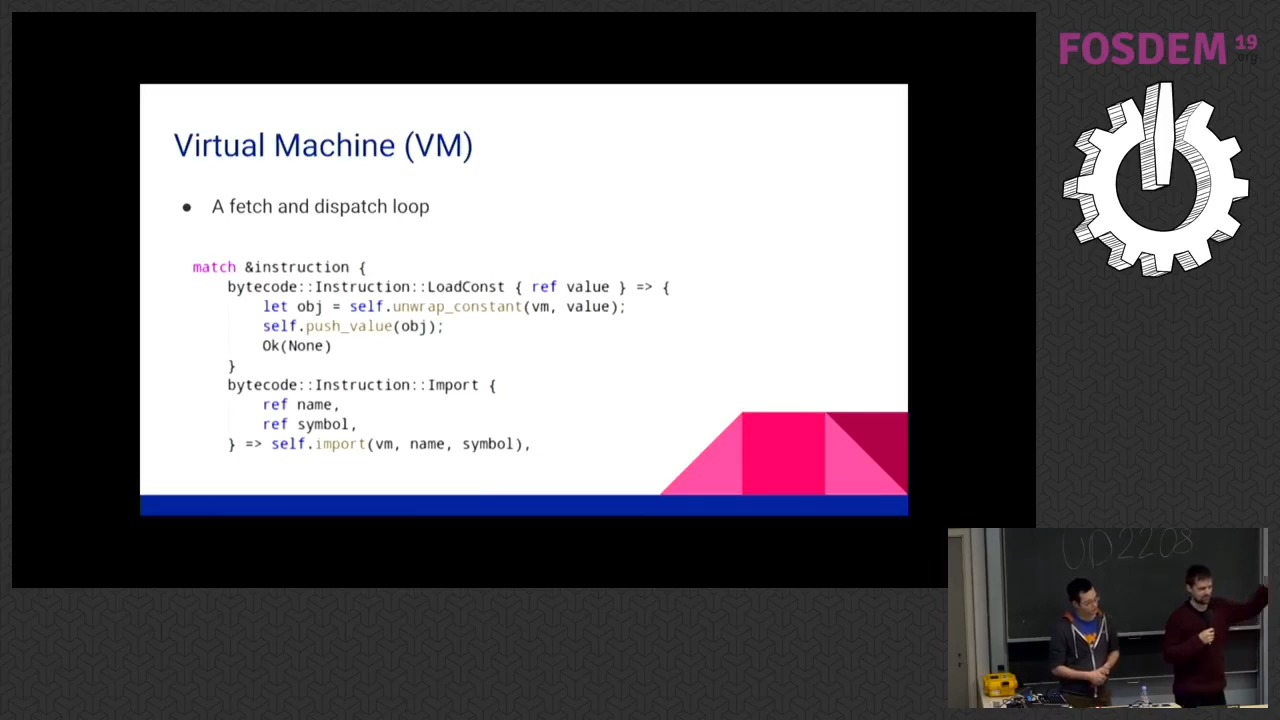 FOSDEM 19
.org
Virtual Machine (VM)
● A fetch and dispatch loop
match &instruction {
bytecode::Instruction::LoadConst { ref value } => {
let obj = self.unwrap_constant(vm, value);
self.push_value(obj);
Ok(None)
}
bytecode::Instruction::Import {
ref name,
ref symbol,
} => self.import(vm, name, symbol),
UD2208